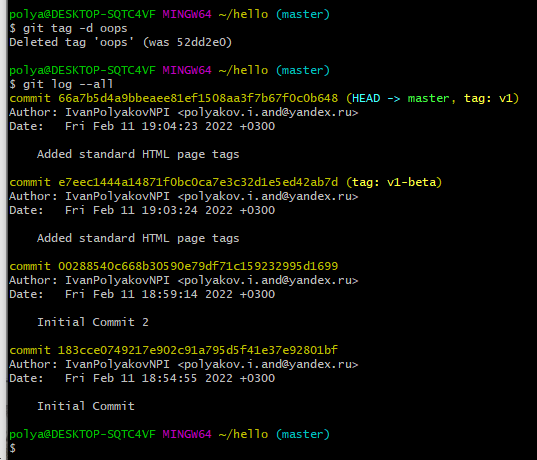 polya@DESKTOP-SQTC4VF MINGW64 ~/hello (master)
$ git tag -d oops
Deleted tag 'oops' (was 52dd2e0)
polya@DESKTOP-SQTC4VF MINGW64 ~/hello (master)
$ git log --all
commit 66a7b5d4a9bbeaee81ef1508aa3f7b67f0c0b648 (HEAD -> master, tag: v1)
Author: IvanPolyakovNPI <polyakov.i.and@yandex.ru>
Date:   Fri Feb 11 19:04:23 2022 +0300
    Added standard HTML page tags
commit e7eec1444a14871f0bc0ca7e3c32d1e5ed42ab7d (tag: v1-beta)
Author: IvanPolyakovNPI <polyakov.i.and@yandex.ru>
Date:   Fri Feb 11 19:03:24 2022 +0300
    Added standard HTML page tags
commit 00288540c668b30590e79df71c159232995d1699
Author: IvanPolyakovNPI <polyakov.i.and@yandex.ru>
Date:   Fri Feb 11 18:59:14 2022 +0300
    Initial Commit 2
commit 183cce0749217e902c91a795d5f41e37e92801bf
Author: IvanPolyakovNPI <polyakov.i.and@yandex.ru>
Date:   Fri Feb 11 18:54:55 2022 +0300
    Initial Commit
polya@DESKTOP-SQTC4VF MINGW64 ~/hello (master)
$